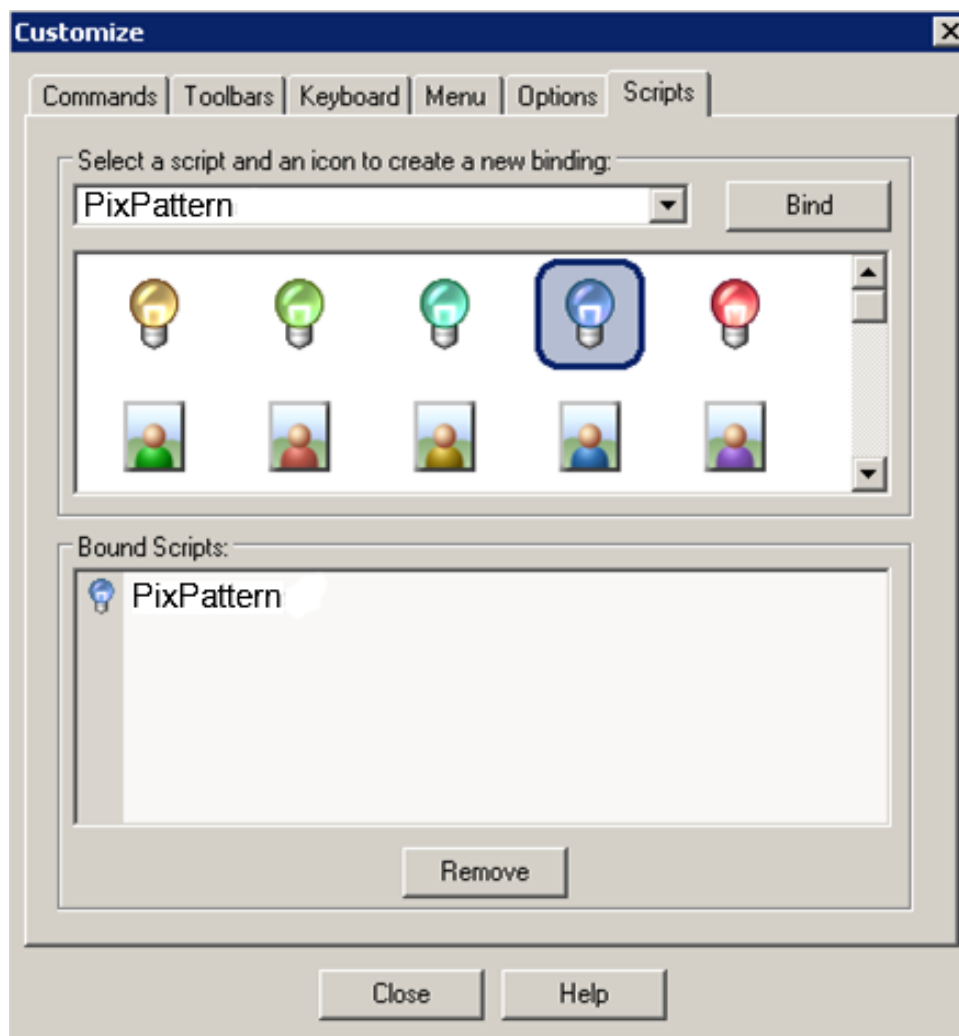 Customize
Commands Toolbars Keyboard Menu Options Scripts
Select a script and an icon to create a new binding:
PixPattern Bind
Bound Scripts:
PixPattern
Remove
Close Help